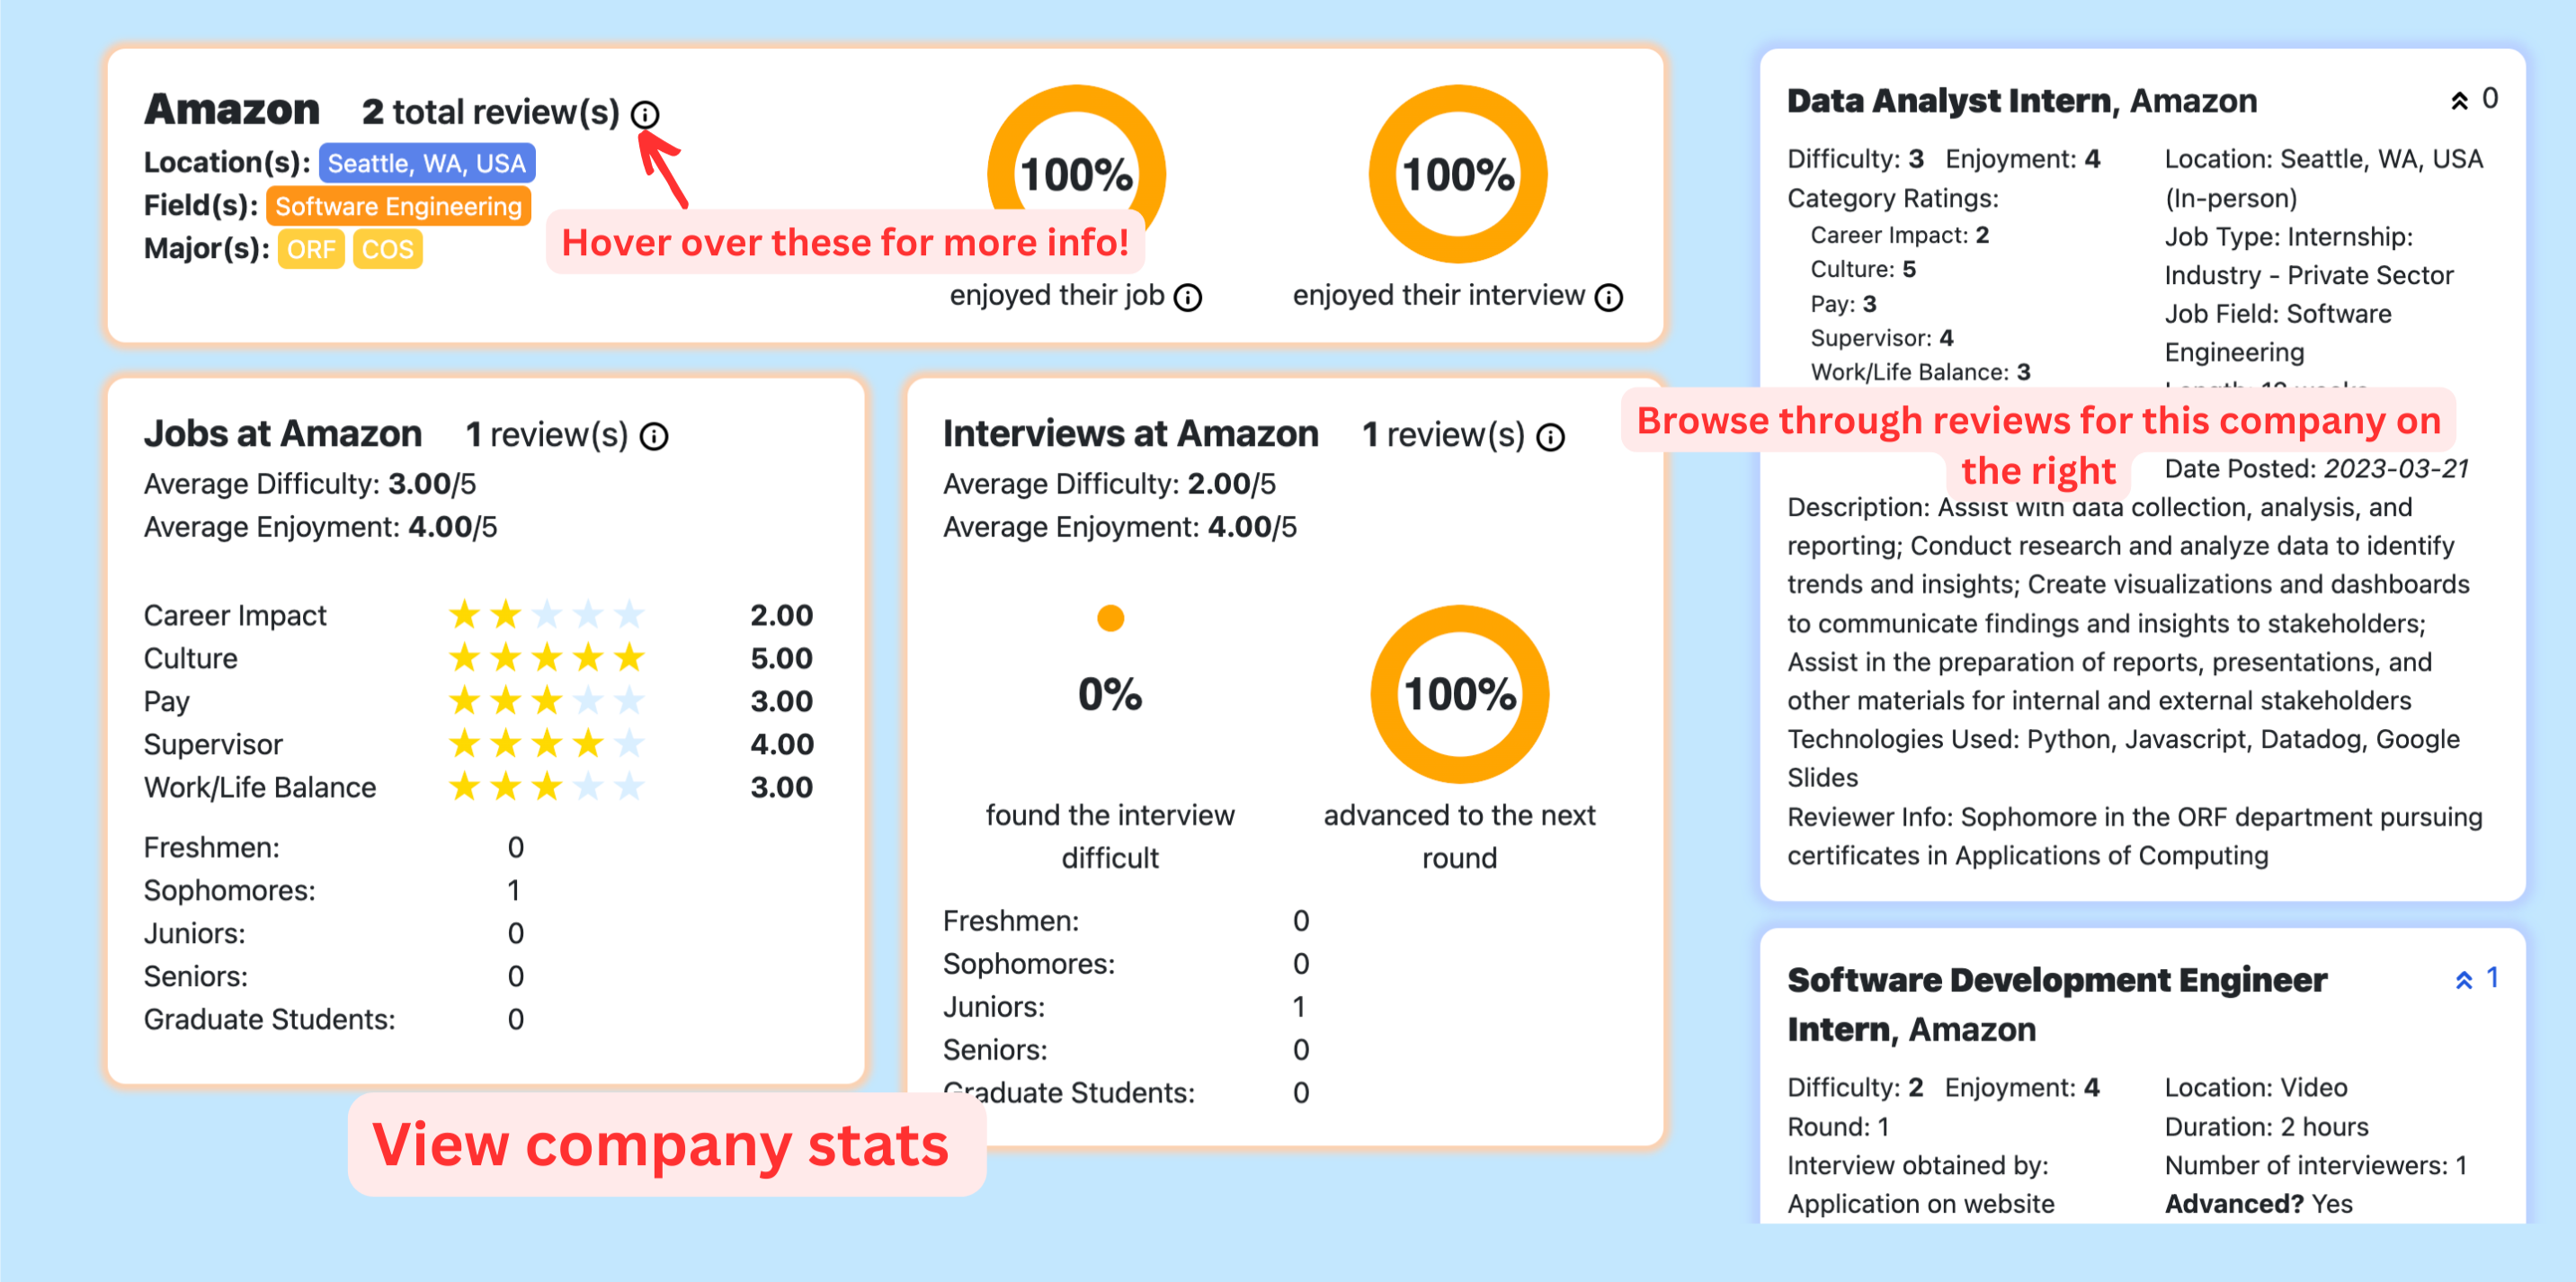 Amazon 2 total review(s)
Location(s): Seattle, WA, USA
Field(s): Software Engineering
Major(s): ORF COS
Hover over these for more info!
100%
enjoyed their job
100%
enjoyed their interview
Jobs at Amazon 1 review(s)
Average Difficulty: 3.00/5
Average Enjoyment: 4.00/5
Career Impact 2.00
Culture 5.00
Pay 3.00
Supervisor 4.00
Work/Life Balance 3.00
Freshmen: 0
Sophomores: 1
Juniors: 0
Seniors: 0
Graduate Students: 0
Interviews at Amazon 1 review(s)
Average Difficulty: 2.00/5
Average Enjoyment: 4.00/5
0%
found the interview
difficult
100%
advanced to the next
round
Freshmen: 0
Sophomores: 0
Juniors: 1
Seniors: 0
Graduate Students: 0
View company stats
Data Analyst Intern, Amazon 0
Difficulty: 3 Enjoyment: 4
Category Ratings:
Career Impact: 2
Culture: 5
Pay: 3
Supervisor: 4
Work/Life Balance: 3
Location: Seattle, WA, USA
(In-person)
Job Type: Internship:
Industry - Private Sector
Job Field: Software
Engineering
Browse through reviews for this company on
the right
Date Posted: 2023-03-21
Description: Assist with data collection, analysis, and
reporting; Conduct research and analyze data to identify
trends and insights; Create visualizations and dashboards
to communicate findings and insights to stakeholders;
Assist in the preparation of reports, presentations, and
other materials for internal and external stakeholders
Technologies Used: Python, Javascript, Datadog, Google
Slides
Reviewer Info: Sophomore in the ORF department pursuing
certificates in Applications of Computing
Software Development Engineer 1
Intern, Amazon
Difficulty: 2 Enjoyment: 4
Round: 1
Interview obtained by:
Application on website
Location: Video
Duration: 2 hours
Number of interviewers: 1
Advanced? Yes